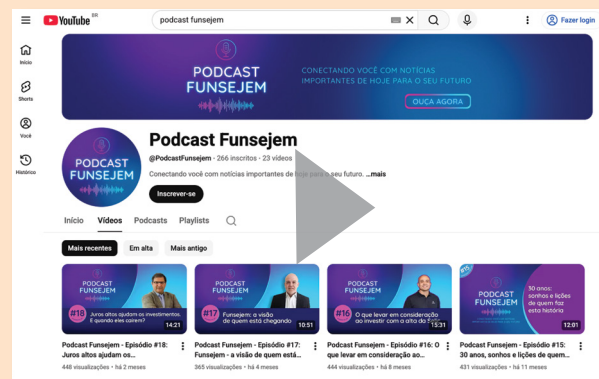 YouTube BR
podcast funsejem
Fazer login
Início
Shorts
Você
Histórico
PODCAST
FUNSEJEM
CONECTANDO VOCÊ COM NOTÍCIAS
IMPORTANTES DE HOJE PARA O SEU FUTURO
OUÇA AGORA
PODCAST
FUNSEJEM
Podcast Funsejem
@PodcastFunsejem · 266 inscritos · 23 vídeos
Conectando você com notícias importantes de hoje para o seu futuro. ...mais
Inscrever-se
Início Vídeos Podcasts Playlists
Mais recentes Em alta Mais antigo
PODCAST
FUNSEJEM
#18 Juros altos ajudam os investimentos.
E quando eles caírem?
14:21
PODCAST
FUNSEJEM
#17 Funsejem: a visão
de quem está chegando
10:51
PODCAST
FUNSEJEM
#16 O que levar em consideração
ao investir com a alta do
15:31
#15
PODCAST
FUNSEJEM
30 anos:
sonhos e lições
de quem faz
esta história
12:01
Podcast Funsejem - Episódio #18:
Juros altos ajudam os...
448 visualizações · há 2 meses
Podcast Funsejem - Episódio #17:
Funsejem - a visão de quem está...
365 visualizações · há 4 meses
Podcast Funsejem - Episódio #16: O
que levar em consideração ao...
444 visualizações · há 8 meses
Podcast Funsejem - Episódio #15:
30 anos, sonhos e lições de quem...
431 visualizações · há 11 meses